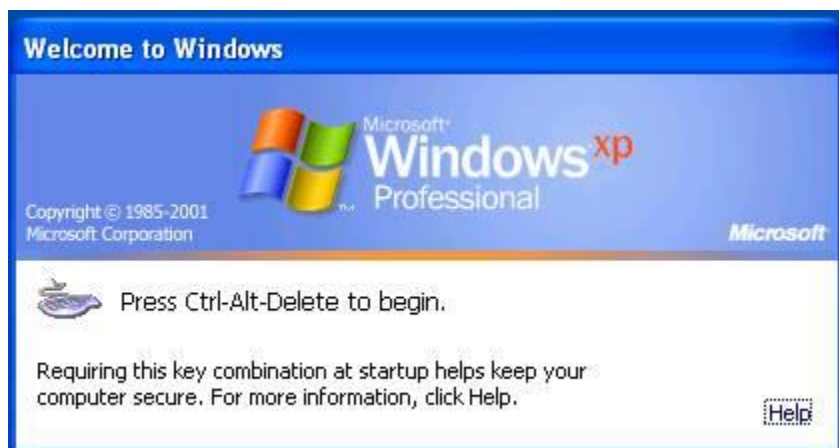 Welcome to Windows
Microsoft®
Windows xp
Professional
TM
Copyright © 1985-2001
Microsoft Corporation
Microsoft
Press Ctrl-Alt-Delete to begin.
Requiring this key combination at startup helps keep your
computer secure. For more information, click Help.
Help